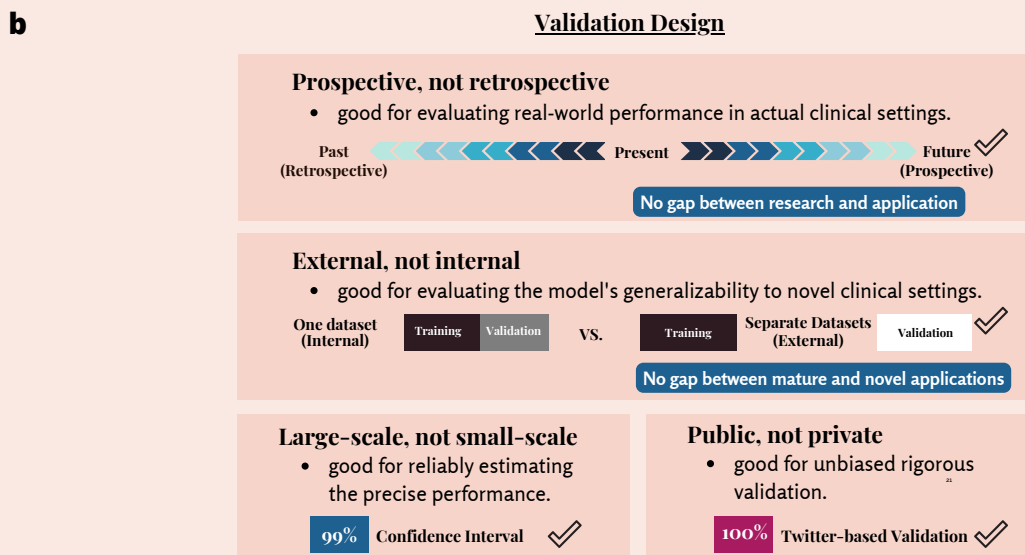 b
Validation Design
Prospective, not retrospective
• good for evaluating real-world performance in actual clinical settings.
Past
(Retrospective)
Present
Future
(Prospective)
No gap between research and application
External, not internal
• good for evaluating the model's generalizability to novel clinical settings.
One dataset
(Internal)
Training
Validation
VS.
Training
Separate Datasets
(External)
Validation
No gap between mature and novel applications
Large-scale, not small-scale
• good for reliably estimating
the precise performance.
99%
Confidence Interval
Public, not private
• good for unbiased rigorous
21
validation.
100%
Twitter-based Validation